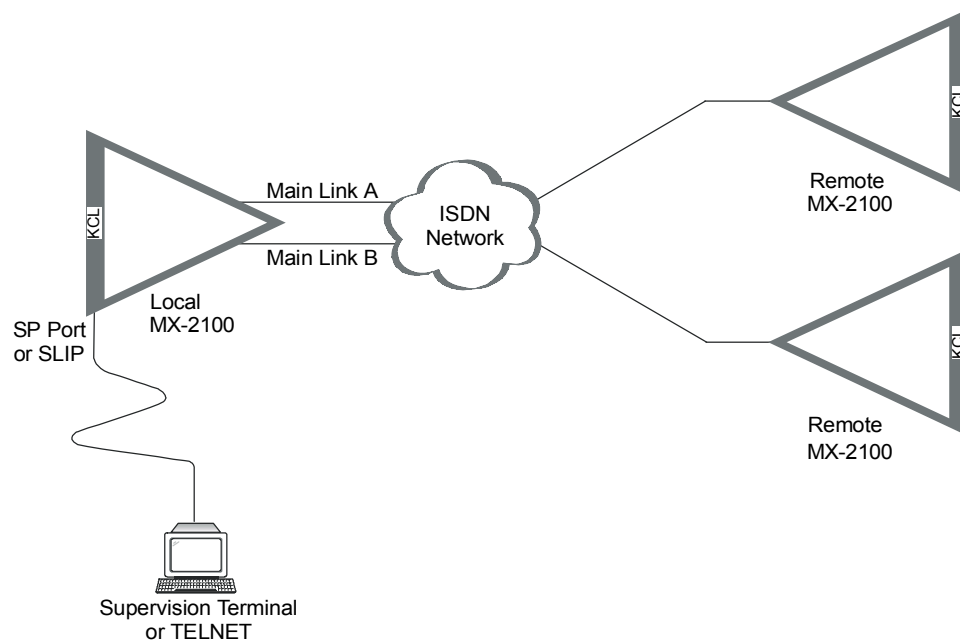 KCL
Main Link A
Main Link B
Local
MX-2100
SP Port
or SLIP
ISDN
Network
KCL
Remote
MX-2100
KCL
Remote
MX-2100
Supervision Terminal
or TELNET